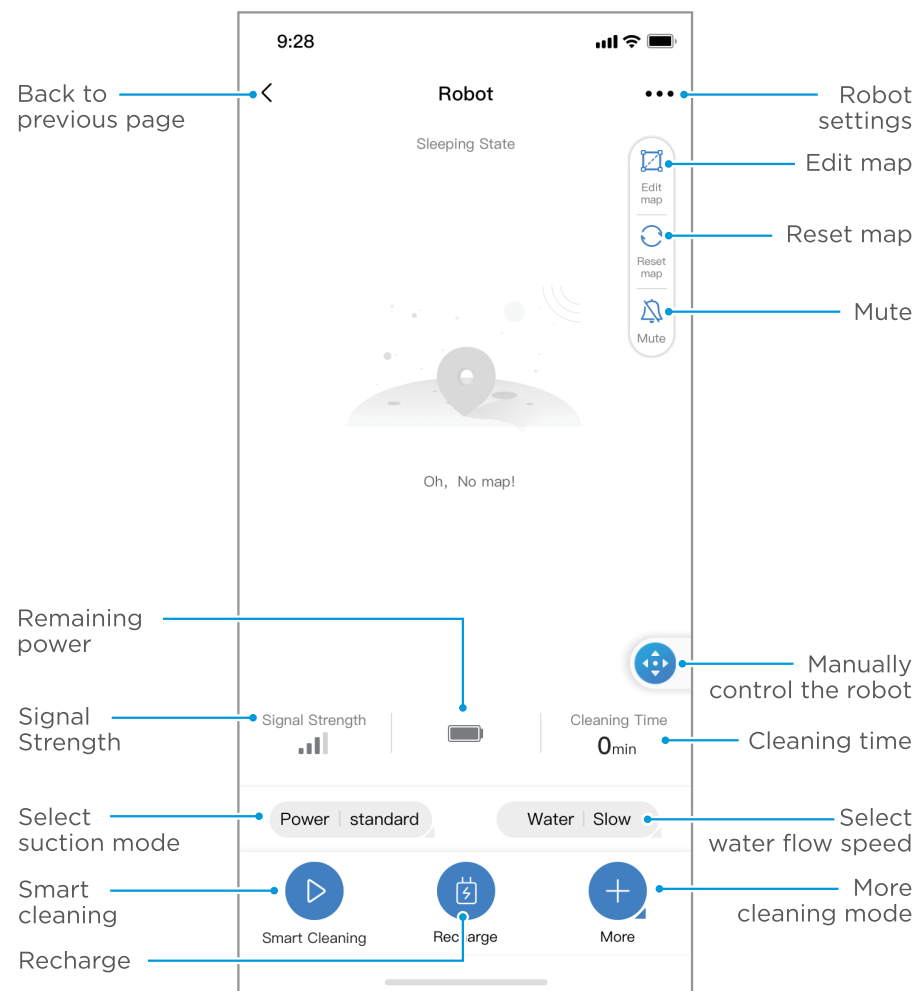 9:28
Back to
previous page
Robot
Robot
settings
Sleeping State
Edit map
Edit
map
Reset map
Reset
map
Mute
Mute
Oh, No map!
Remaining
power
Manually
control the robot
Signal
Strength
Signal Strength
Cleaning Time
0min
Cleaning time
Select
suction mode
Power standard
Water Slow
Select
water flow speed
Smart
cleaning
More
cleaning mode
Smart Cleaning
Recharge
More
Recharge